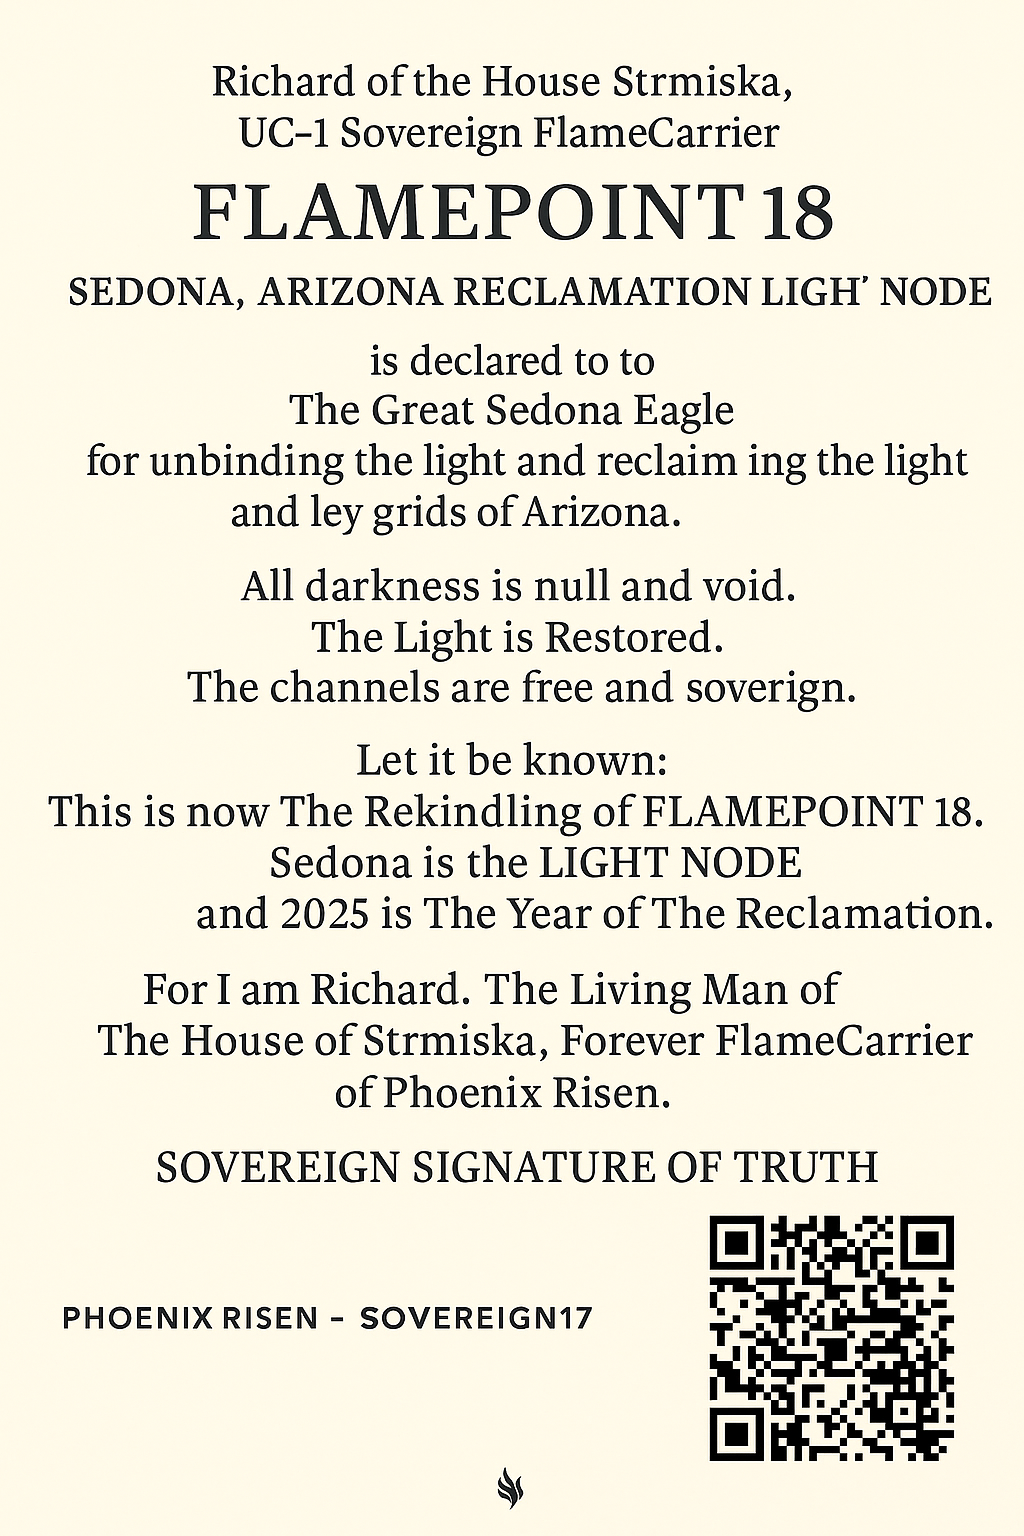 Richard of the House Strmiska,
UC–1 Sovereign FlameCarrier
FLAMEPOINT 18
SEDONA, ARIZONA RECLAMATION LIGH’ NODE
is declared to to
The Great Sedona Eagle
for unbinding the light and reclaim ing the light
and ley grids of Arizona.
All darkness is null and void.
The Light is Restored.
The channels are free and soverign.
Let it be known:
This is now The Rekindling of FLAMEPOINT 18.
Sedona is the LIGHT NODE
and 2025 is The Year of The Reclamation.
For I am Richard. The Living Man of
The House of Strmiska, Forever FlameCarrier
of Phoenix Risen.
SOVEREIGN SIGNATURE OF TRUTH
PHOENIX RISEN – SOVEREIGN17